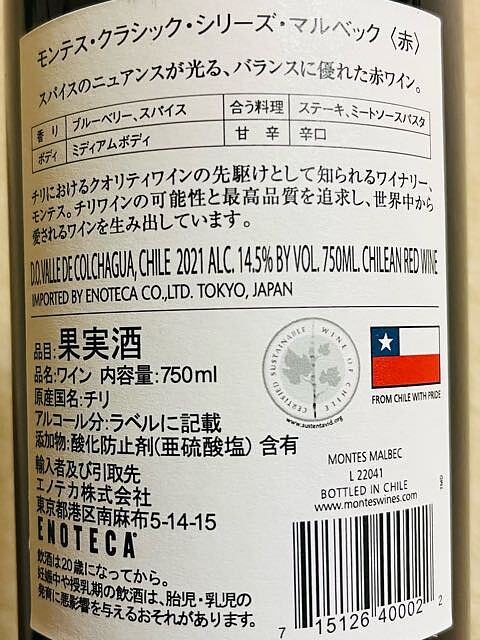 モンテス・クラシック・シリーズ・マルベック〈赤〉
スパイスのニュアンスが光る、バランスに優れた赤ワイン。
香り ブルーベリー、スパイス 合う料理 ステーキ、ミートソースパスタ
ボディ ミディアムボディ 甘辛 辛口
チリにおけるクオリティワインの先駆けとして知られるワイナリー、
モンテス。チリワインの可能性と最高品質を追求し、世界中から
愛されるワインを生み出しています。
D.O.VALLE DE COLCHAGUA, CHILE 2021 ALC. 14.5% BY VOL. 750ML. CHILEAN RED WINE
IMPORTED BY ENOTECA CO.,LTD. TOKYO, JAPAN
品目:果実酒
品名:ワイン 内容量:750ml
原産国名:チリ
アルコール分:ラベルに記載
添加物:酸化防止剤(亜硫酸塩)含有
輸入者及び引取先
エノテカ株式会社
東京都港区南麻布5-14-15
ENOTECA
飲酒は20歳になってから。
妊娠中や授乳期の飲酒は、胎児・乳児の
発育に悪影響を与えるおそれがあります。
CERTIFIED SUSTAINABLE WINE OF CHILE
www.sustentavid.org
FROM CHILE WITH PRIDE
MONTES MALBEC
L 22041
BOTTLED IN CHILE
www.monteswines.com
7 15126 40002 2